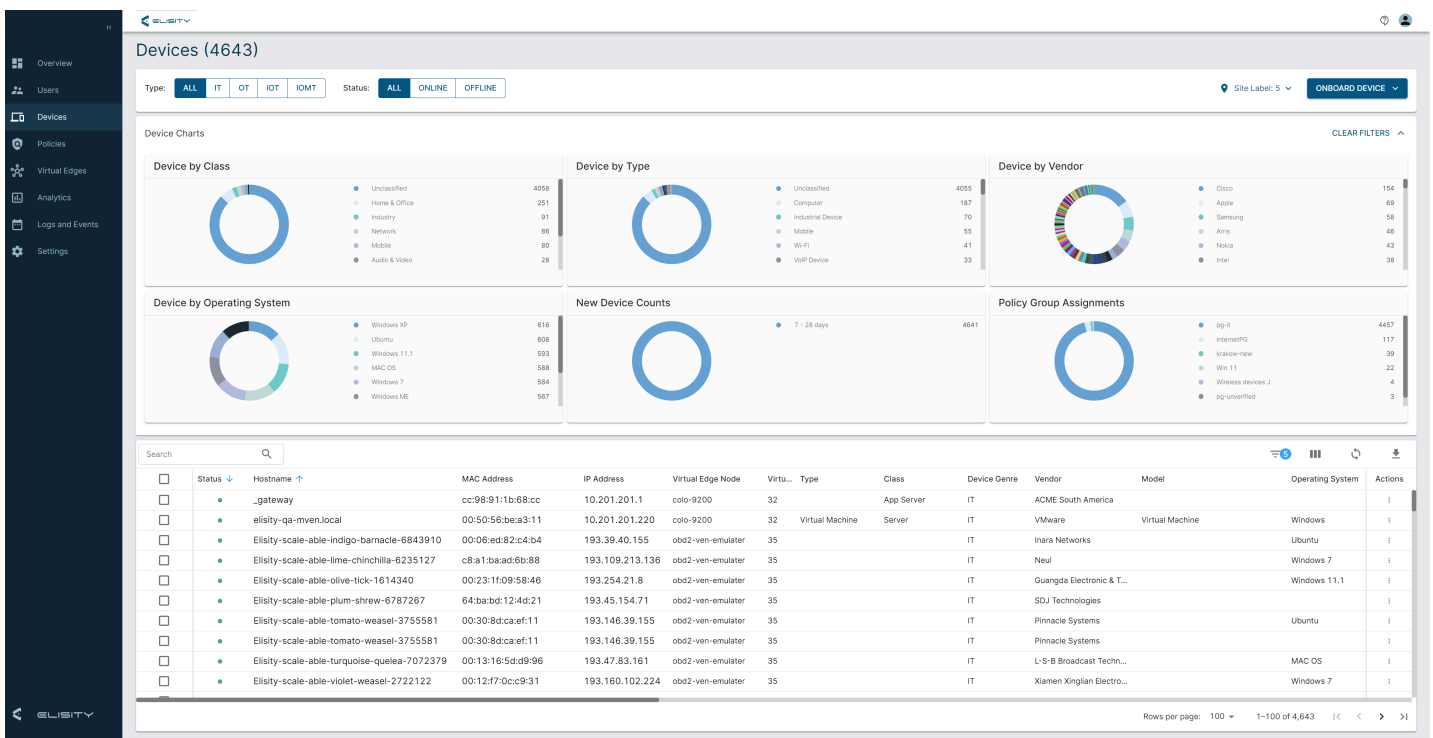 ELISITY
Devices (4643)
Overview
Users
Devices
Policies
Virtual Edges
Analytics
Logs and Events
Settings
ELISITY
Type: ALL IT OT IOT IOMT Status: ALL ONLINE OFFLINE Site Label: 5 ONBOARD DEVICE
Device Charts CLEAR FILTERS
Device by Class
Unclassified 4058
Home & Office 251
Industry 91
Network 86
Mobile 80
Audio & Video 28
Device by Type
Unclassified 4055
Computer 187
Industrial Device 70
Mobile 55
Wi-Fi 41
VoIP Device 33
Device by Vendor
Cisco 154
Apple 69
Samsung 58
Arris 46
Nokia 43
Intel 38
Device by Operating System
Windows XP 616
Ubuntu 608
Windows 11.1 593
MAC OS 588
Windows 7 584
Windows ME 567
New Device Counts
7 - 28 days 4641
Policy Group Assignments
pg-it 4457
InternetPG 117
krakow-new 39
Win 11 22
Wireless devices J 4
pg-unverified 3
Search 5
Status Hostname MAC Address IP Address Virtual Edge Node Virtu... Type Class Device Genre Vendor Model Operating System Actions
_gateway cc:98:91:1b:68:cc 10.201.201.1 colo-9200 32 App Server IT ACME South America
elisity-qa-mven.local 00:50:56:be:a3:11 10.201.201.220 colo-9200 32 Virtual Machine Server IT VMware Virtual Machine Windows
Elisity-scale-able-indigo-barnacle-6843910 00:06:ed:82:c4:b4 193.39.40.155 obd2-ven-emulater 35 IT Inara Networks Ubuntu
Elisity-scale-able-lime-chinchilla-6235127 c8:a1:ba:ad:6b:88 193.109.213.136 obd2-ven-emulater 35 IT Neul Windows 7
Elisity-scale-able-olive-tick-1614340 00:23:1f:09:58:46 193.254.21.8 obd2-ven-emulater 35 IT Guangda Electronic & T... Windows 11.1
Elisity-scale-able-plum-shrew-6787267 64:ba:bd:12:4d:21 193.45.154.71 obd2-ven-emulater 35 IT SDJ Technologies
Elisity-scale-able-tomato-weasel-3755581 00:30:8d:ca:ef:11 193.146.39.155 obd2-ven-emulater 35 IT Pinnacle Systems Ubuntu
Elisity-scale-able-tomato-weasel-3755581 00:30:8d:ca:ef:11 193.146.39.155 obd2-ven-emulater 35 IT Pinnacle Systems
Elisity-scale-able-turquoise-quelea-7072379 00:13:16:5d:d9:96 193.47.83.161 obd2-ven-emulater 35 IT L-S-B Broadcast Techn... MAC OS
Elisity-scale-able-violet-weasel-2722122 00:12:f7:0c:c9:31 193.160.102.224 obd2-ven-emulater 35 IT Xiamen Xinglian Electro... Windows 7
Rows per page: 100 1–100 of 4,643